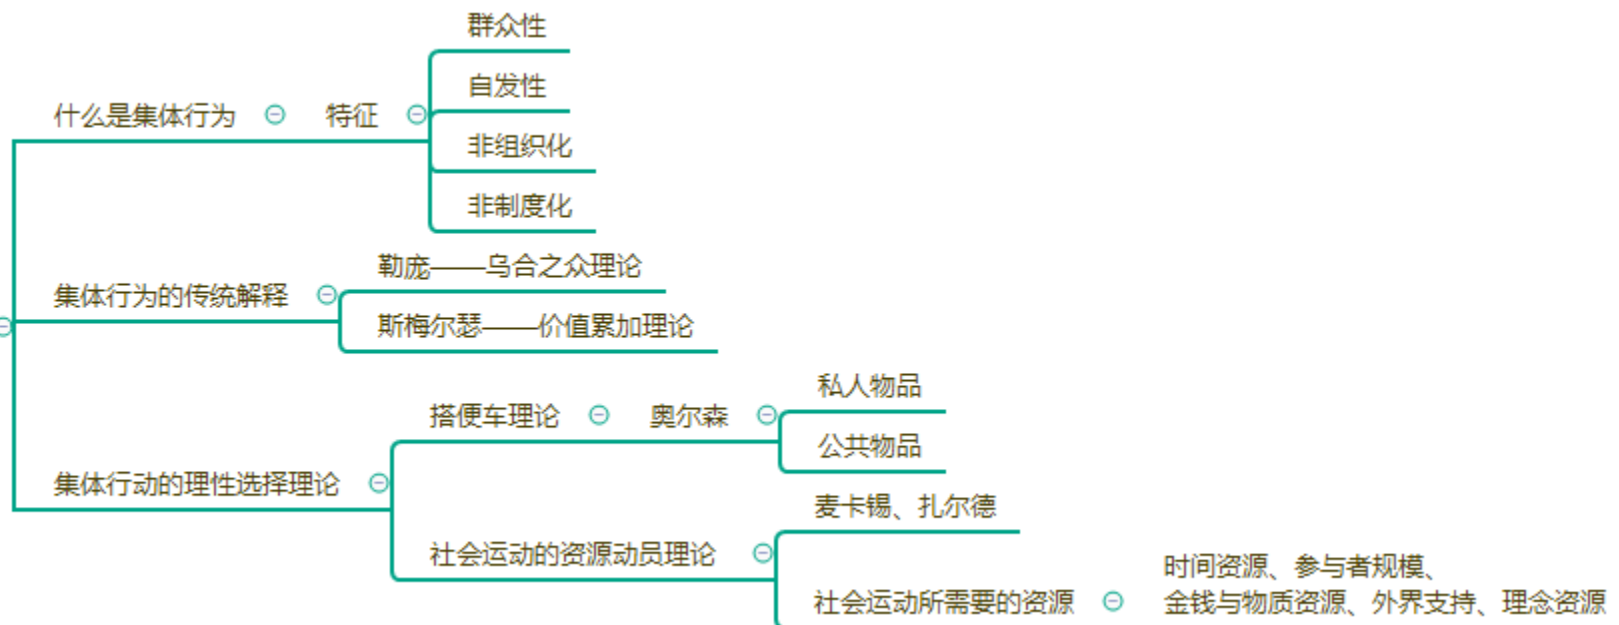 群众性
自发性
什么是集体行为
特征
非组织化
非制度化
勒庞——乌合之众理论
集体行为的传统解释
斯梅尔瑟——价值累加理论
私人物品
搭便车理论
奥尔森
公共物品
集体行动的理性选择理论
麦卡锡、扎尔德
社会运动的资源动员理论
时间资源、参与者规模、
社会运动所需要的资源
金钱与物质资源、外界支持、理念资源